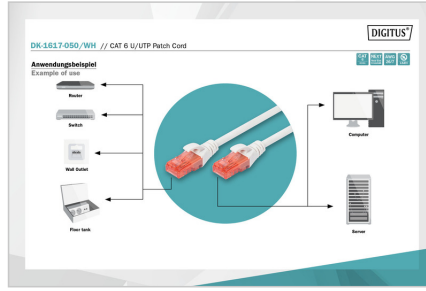 DIGITUS®
DK-1617-050/WH // CAT 6 U/UTP Patch Cord
Anwendungsbeispiel
Example of use
Router
Switch
Wall Outlet
Floor tank
Computer
Server
CAT